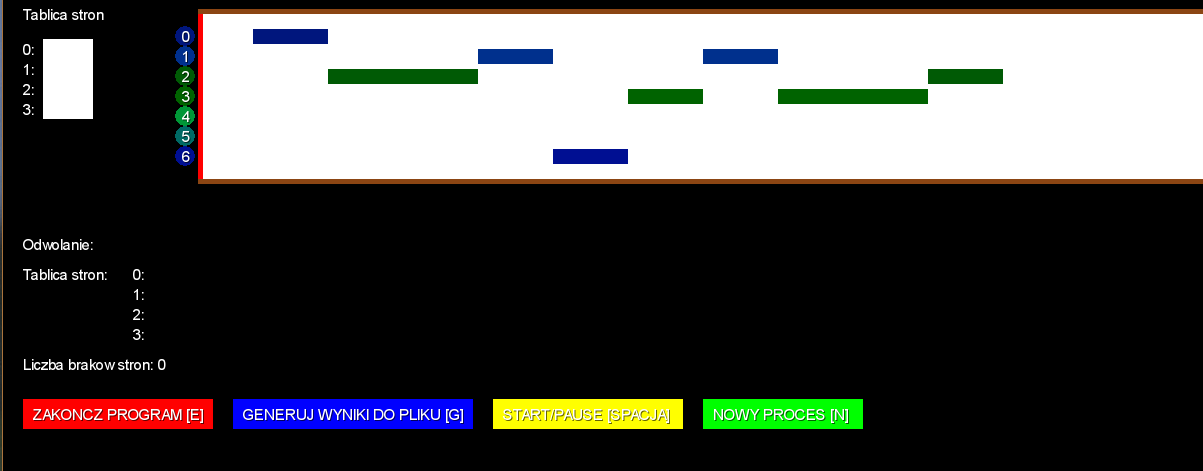 Tablica stron
0:
1:
2:
3:
0
1
2
3
4
5
6
Odwolanie:
Tablica stron: 0:
1:
2:
3:
Liczba brakow stron: 0
ZAKONCZ PROGRAM [E] GENERUJ WYNIKI DO PLIKU [G] START/PAUSE [SPACJA] NOWY PROCES [N]